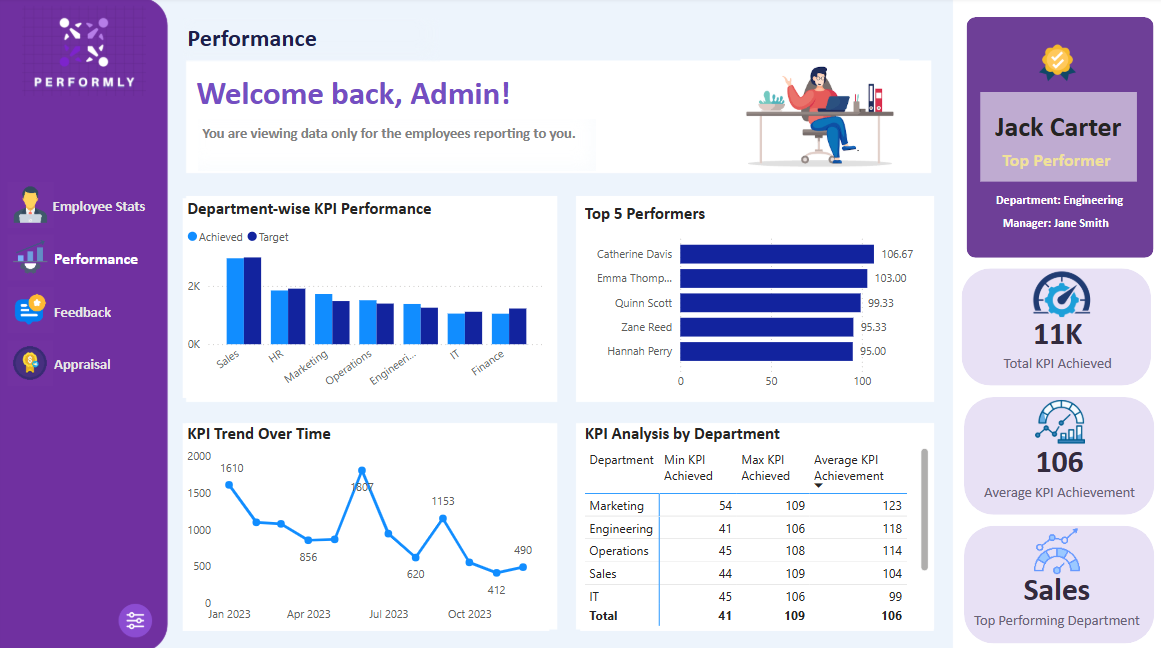 PERFORMLY
Employee Stats
Performance
Feedback
Appraisal
Performance
Welcome back, Admin!
You are viewing data only for the employees reporting to you.
Department-wise KPI Performance
Achieved Target
2K
0K
Sales
HR
Marketing
Operations
Engineeri...
IT
Finance
Top 5 Performers
Catherine Davis 106.67
Emma Thomp... 103.00
Quinn Scott 99.33
Zane Reed 95.33
Hannah Perry 95.00
0 50 100
KPI Trend Over Time
2000
1500
1000
500
0
1610
856
1807
620
1153
412
490
Jan 2023 Apr 2023 Jul 2023 Oct 2023
KPI Analysis by Department
Department Min KPI Achieved Max KPI Achieved Average KPI Achievement
Marketing 54 109 123
Engineering 41 106 118
Operations 45 108 114
Sales 44 109 104
IT 45 106 99
Total 41 109 106
Jack Carter
Top Performer
Department: Engineering
Manager: Jane Smith
11K
Total KPI Achieved
106
Average KPI Achievement
Sales
Top Performing Department